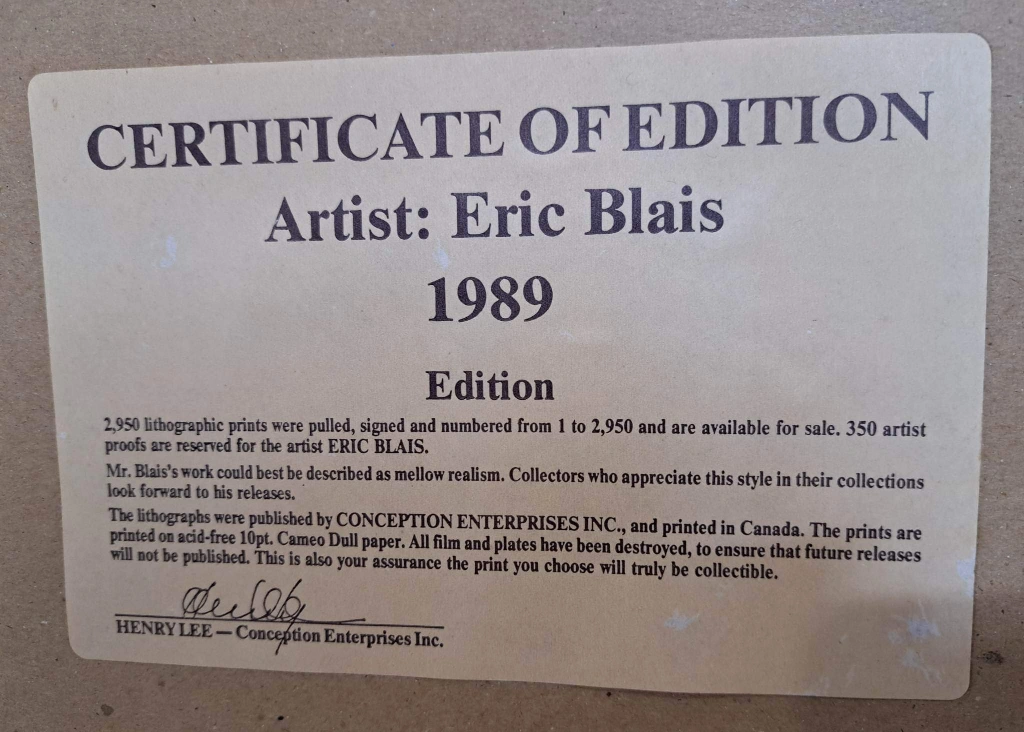 CERTIFICATE OF EDITION
Artist: Eric Blais
1989
Edition
2,950 lithographic prints were pulled, signed and numbered from 1 to 2,950 and are available for sale. 350 artist
proofs are reserved for the artist ERIC BLAIS.
Mr. Blais's work could best be described as mellow realism. Collectors who appreciate this style in their collections
look forward to his releases.
The lithographs were published by CONCEPTION ENTERPRISES INC., and printed in Canada. The prints are
printed on acid-free 10pt. Cameo Dull paper. All film and plates have been destroyed, to ensure that future releases
will not be published. This is also your assurance the print you choose will truly be collectible.
HENRY LEE — Conception Enterprises Inc.